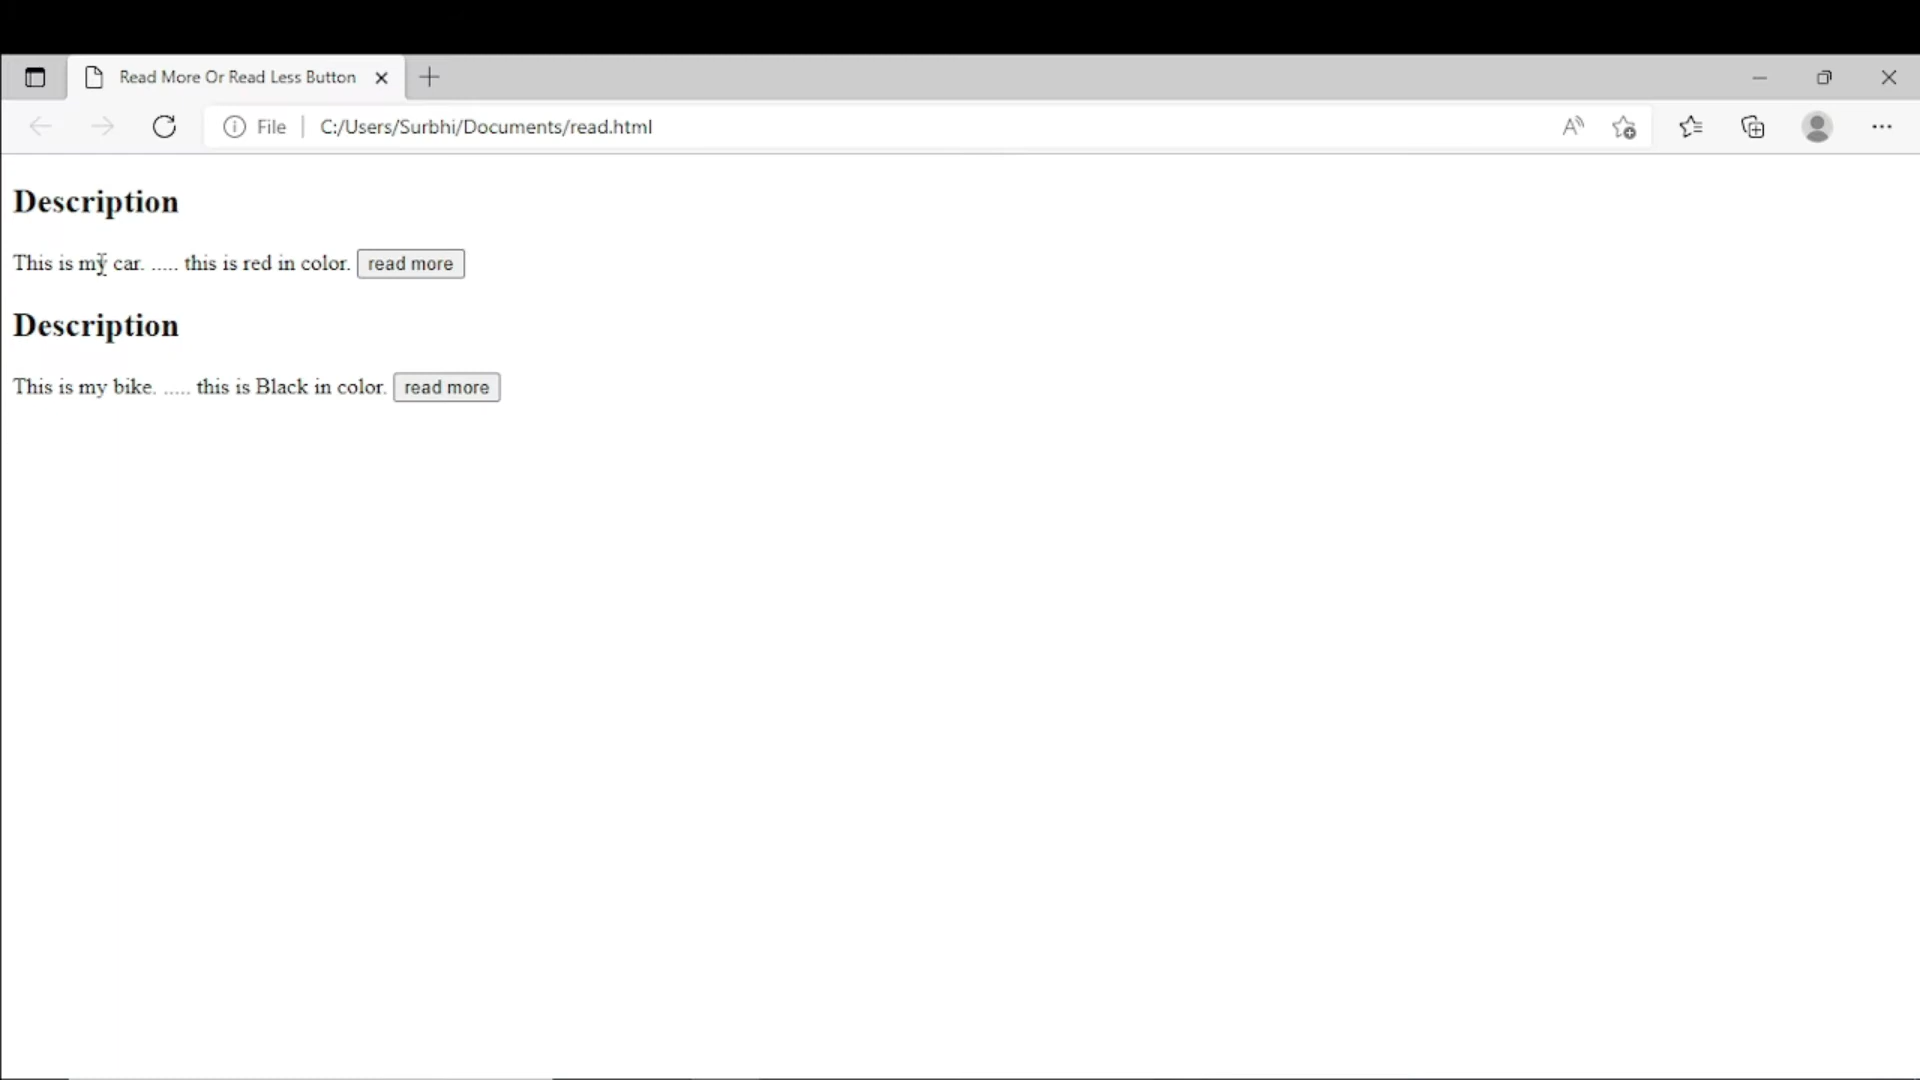 Read More Or Read Less Button
File C:/Users/Surbhi/Documents/read.html
Description
This is my car. ..... this is red in color. read more
Description
This is my bike. ..... this is Black in color. read more